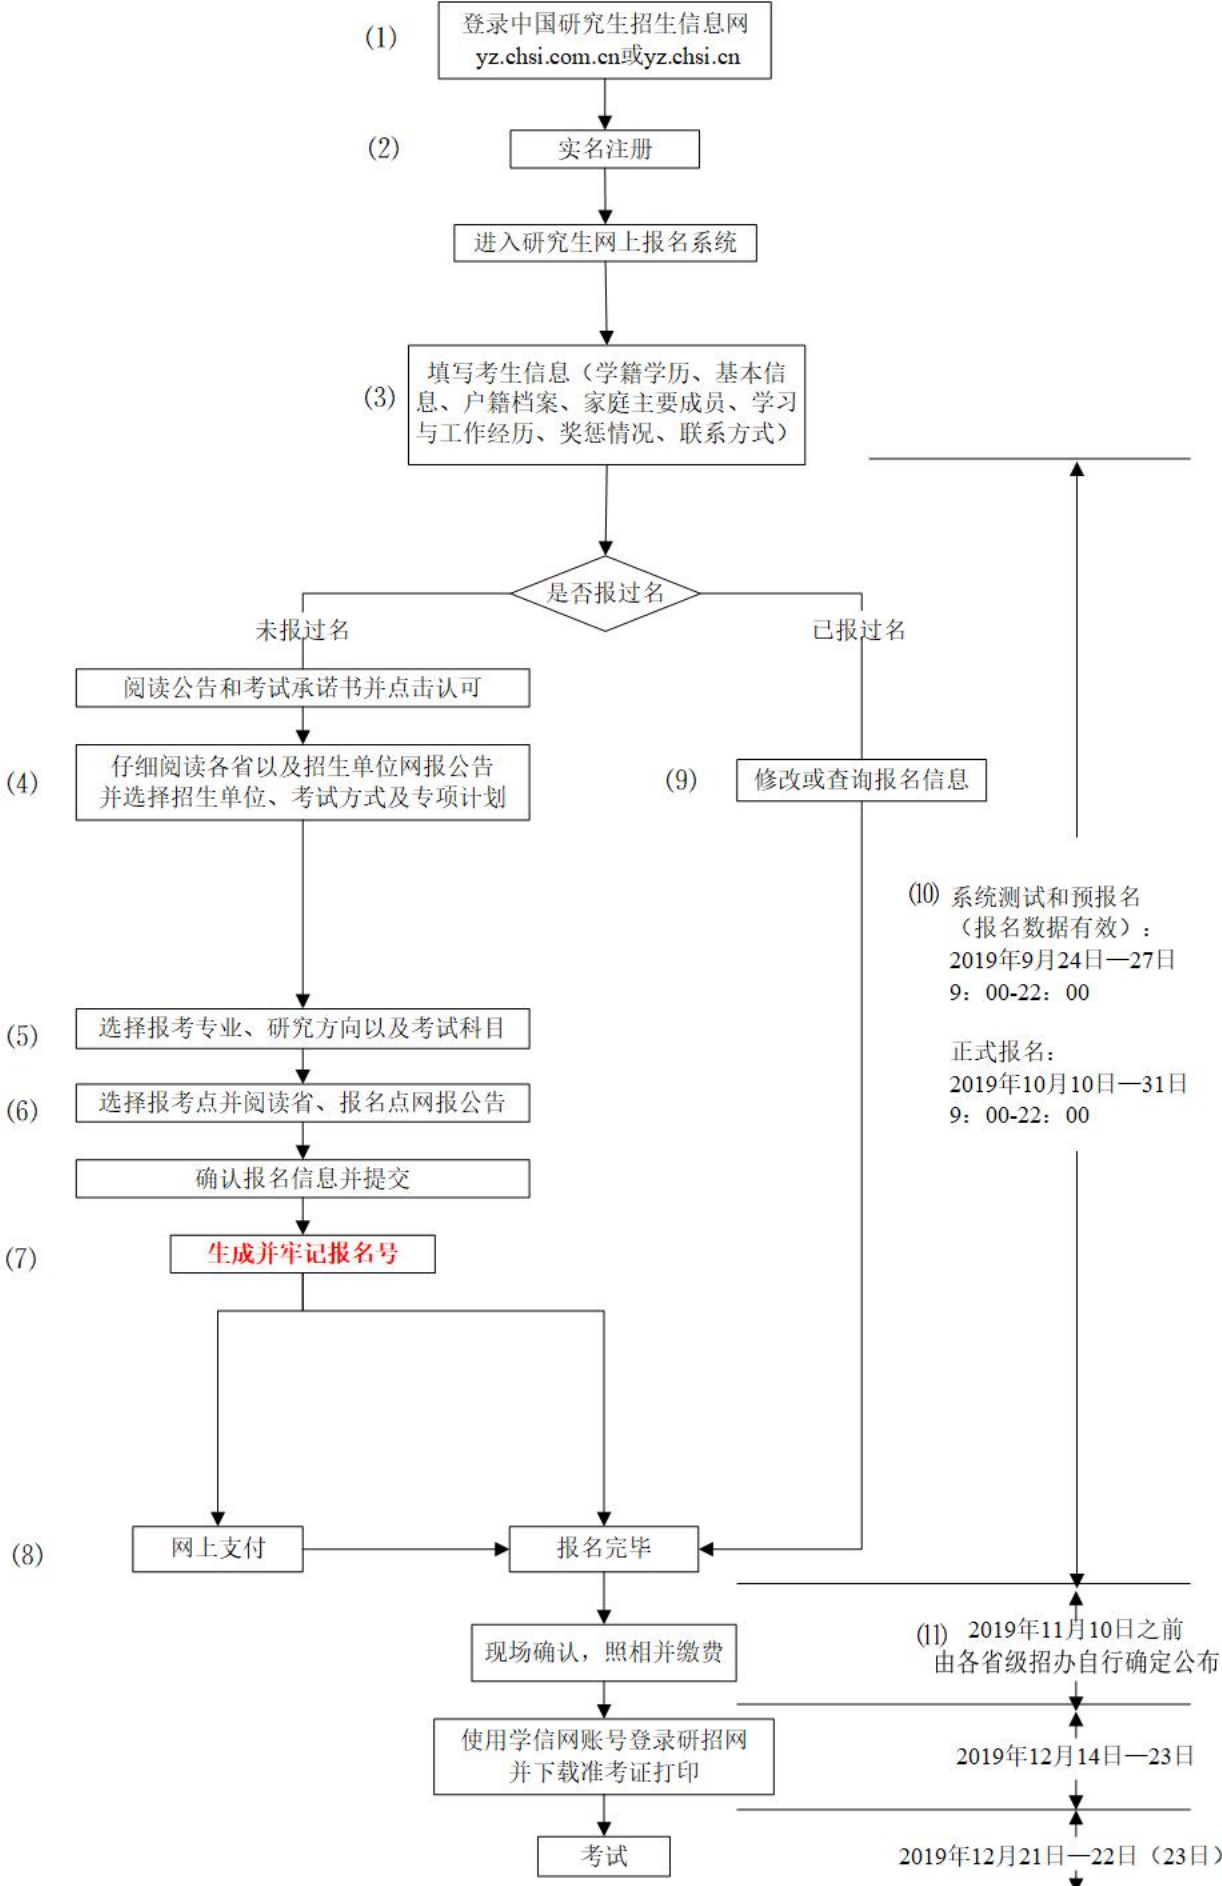 (1)
登录中国研究生招生信息网
yz.chsi.com.cn或yz.chsi.cn
(2)
实名注册
进入研究生网上报名系统
(3)
填写考生信息（学籍学历、基本信
息、户籍档案、家庭主要成员、学习
与工作经历、奖惩情况、联系方式）
是否报过名
未报过名
已报过名
阅读公告和考试承诺书并点击认可
(4)
仔细阅读各省以及招生单位网报公告
并选择招生单位、考试方式及专项计划
(9)
修改或查询报名信息
(10) 系统测试和预报名
（报名数据有效）：
2019年9月24日—27日
9：00-22：00
正式报名：
2019年10月10日—31日
9：00-22：00
(5)
选择报考专业、研究方向以及考试科目
(6)
选择报考点并阅读省、报名点网报公告
确认报名信息并提交
(7)
生成并牢记报名号
(8)
网上支付
报名完毕
现场确认，照相并缴费
(11) 2019年11月10日之前
由各省级招办自行确定公布
使用学信网账号登录研招网
并下载准考证打印
2019年12月14日—23日
考试
2019年12月21日—22日（23日）